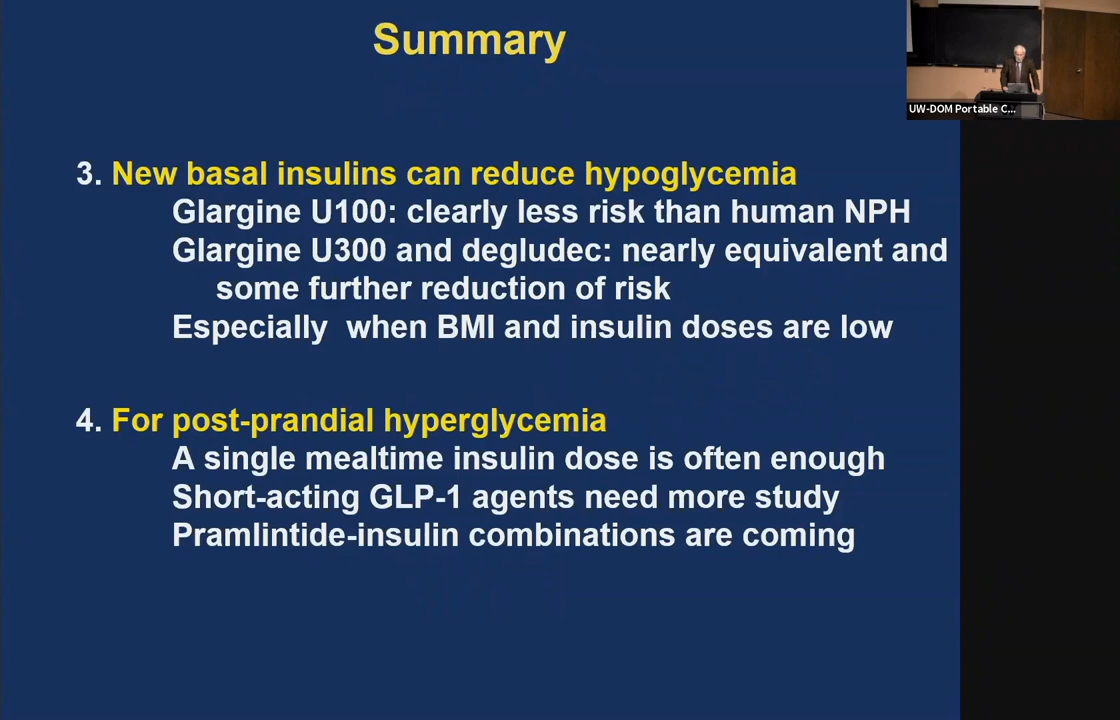 Summary
UW-DOM Portable C...
3. New basal insulins can reduce hypoglycemia
Glargine U100: clearly less risk than human NPH
Glargine U300 and degludec: nearly equivalent and
some further reduction of risk
Especially when BMI and insulin doses are low
4. For post-prandial hyperglycemia
A single mealtime insulin dose is often enough
Short-acting GLP-1 agents need more study
Pramlintide-insulin combinations are coming